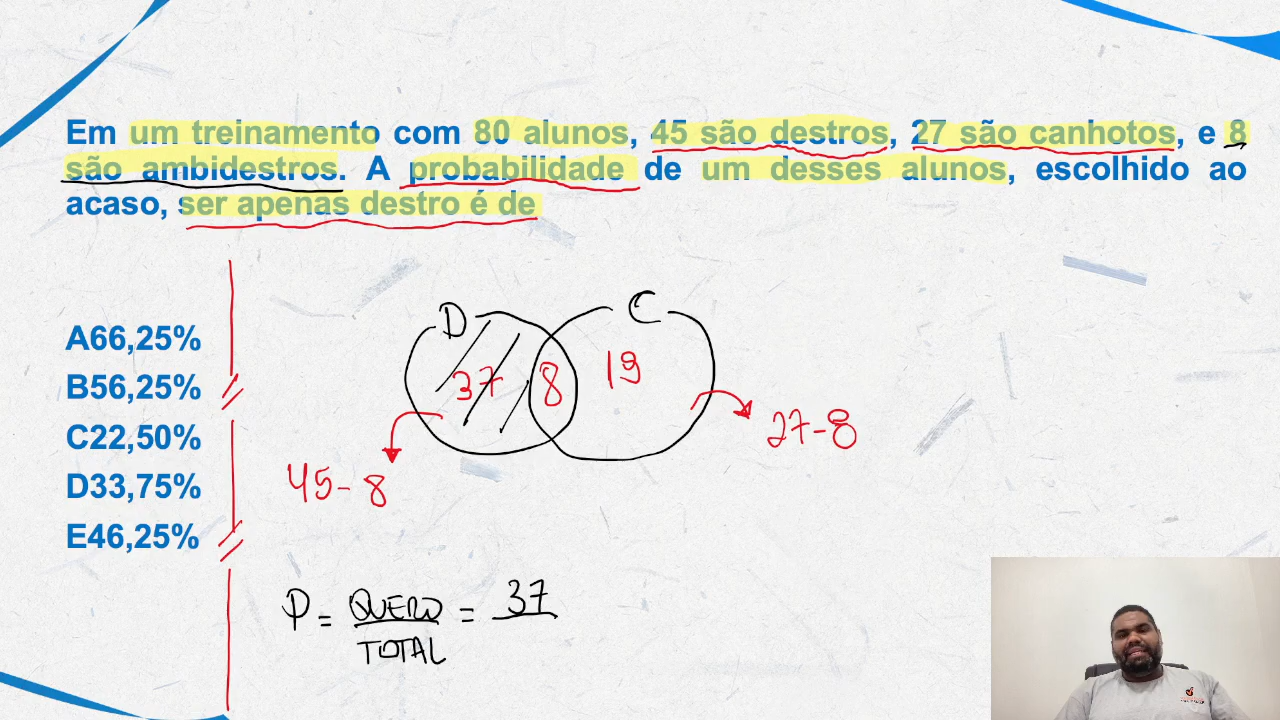 Em um treinamento com 80 alunos, 45 são destros, 27 são canhotos, e 8
são ambidestros. A probabilidade de um desses alunos, escolhido ao
acaso, ser apenas destro é de
A66,25%
B56,25%
C22,50%
D33,75%
E46,25%
D C
37 8 19
27-8
45-8
P = QUERO = 37
TOTAL